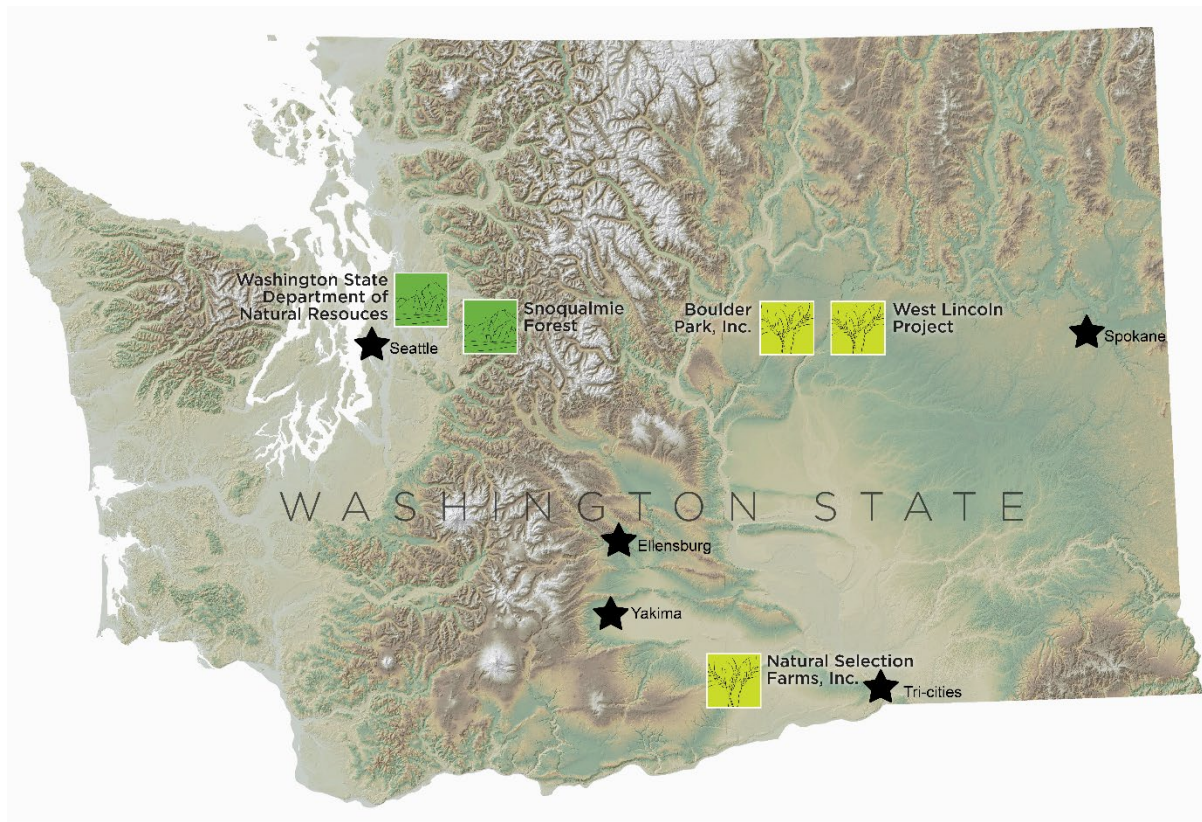 Washington State
Department of
Natural Resouces
Snoqualmie
Forest
Boulder
Park, Inc.
West Lincoln
Project
Seattle
Spokane
WASHINGTON STATE
Ellensburg
Yakima
Natural Selection
Farms, Inc.
Tri-cities